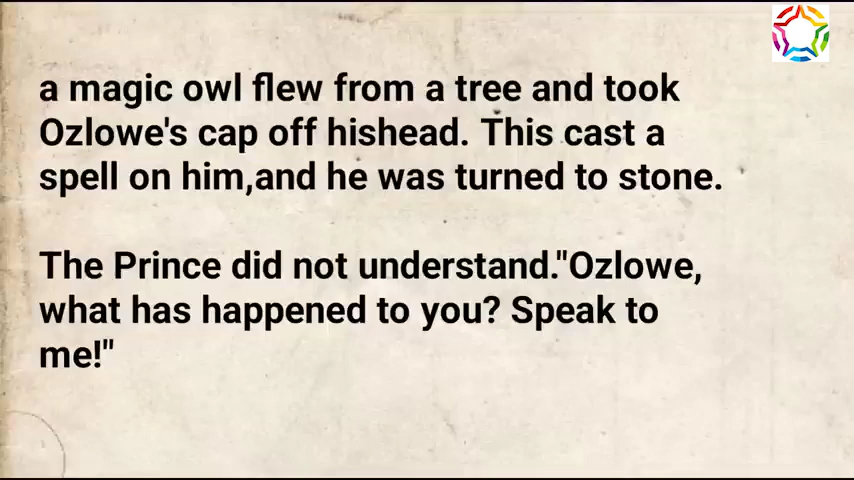 a magic owl flew from a tree and took
Ozlowe's cap off hishead. This cast a
spell on him,and he was turned to stone.
The Prince did not understand."Ozlowe,
what has happened to you? Speak to
me!"